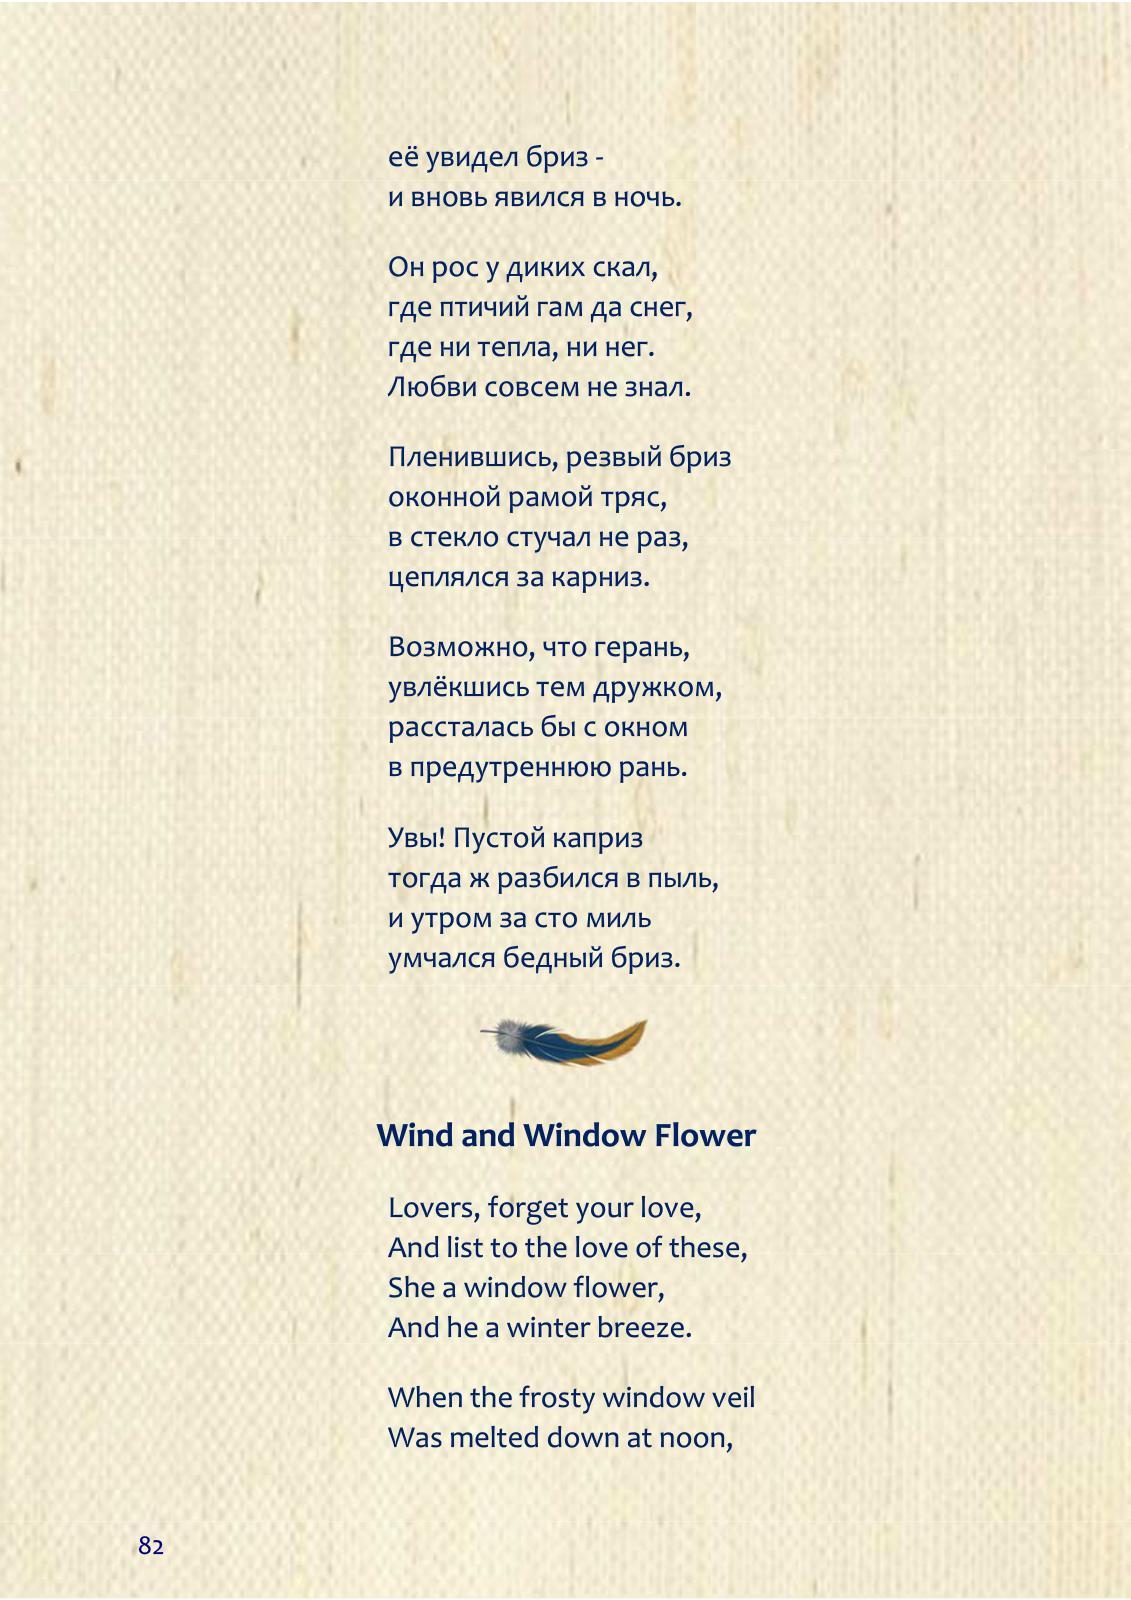 её увидел бриз -
и вновь явился в ночь.
Он рос у диких скал,
где птичий гам да снег,
где ни тепла, ни нег.
Любви совсем не знал.
Пленившись, резвый бриз
оконной рамой тряс,
в стекло стучал не раз,
цеплялся за карниз.
Возможно, что герань,
увлёкшись тем дружком,
рассталась бы с окном
в предутреннюю рань.
Увы! Пустой каприз
тогда ж разбился в пыль,
и утром за сто миль
умчался бедный бриз.
Wind and Window Flower
Lovers, forget your love,
And list to the love of these,
She a window flower,
And he a winter breeze.
When the frosty window veil
Was melted down at noon,
82